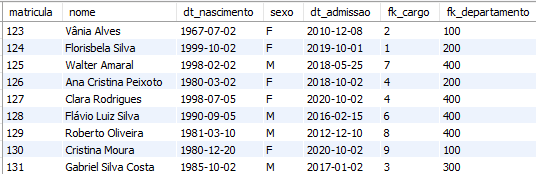 matricula nome dt_nascimento sexo dt_admissao fk_cargo fk_departamento
123 Vânia Alves 1967-07-02 F 2010-12-08 2 100
124 Florisbela Silva 1999-10-02 F 2019-10-01 1 200
125 Walter Amaral 1998-02-02 M 2018-05-25 7 400
126 Ana Cristina Peixoto 1980-03-02 F 2018-10-02 4 200
127 Clara Rodrigues 1998-07-05 F 2020-10-02 4 400
128 Flávio Luiz Silva 1990-09-05 M 2016-02-15 6 400
129 Roberto Oliveira 1981-03-10 M 2012-12-10 8 400
130 Cristina Moura 1980-12-20 F 2020-10-02 9 100
131 Gabriel Silva Costa 1985-10-02 M 2017-01-02 3 300